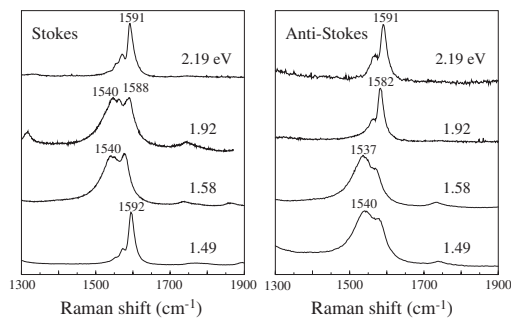 Stokes
1591
2.19 eV
1540 1588
1.92
1540
1.58
1592
1.49
1300 1500 1700 1900
Raman shift (cm-1)
Anti-Stokes
1591
2.19 eV
1582
1.92
1537
1.58
1540
1.49
1300 1500 1700 1900
Raman shift (cm-1)